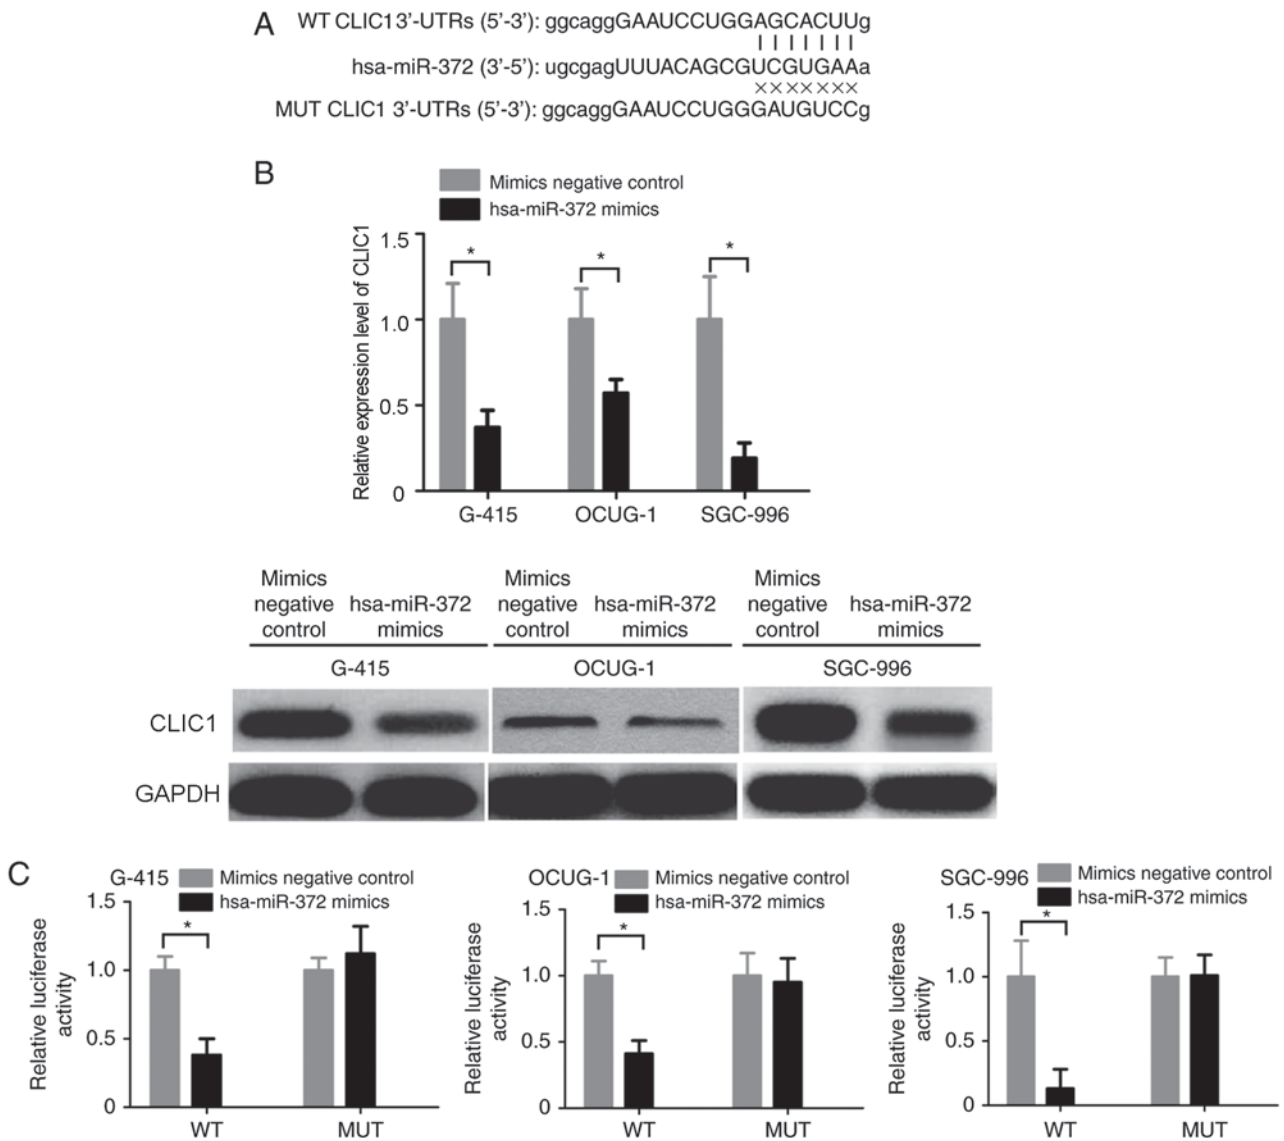 A
WT CLIC1 3'-UTRs (5'-3'): ggcaggGAAUCCUGGAGCACUUg
hsa-miR-372 (3'-5'): ugcgagUUUACAGCGUCGUGAAa
×××××××
MUT CLIC1 3'-UTRs (5'-3'): ggcaggGAAUCCUGGGAUGUCCg
B
Mimics negative control
hsa-miR-372 mimics
Relative expression level of CLIC1
1.5
1.0
0.5
0
*
*
*
G-415
OCUG-1
SGC-996
Mimics negative control
hsa-miR-372 mimics
Mimics negative control
hsa-miR-372 mimics
Mimics negative control
hsa-miR-372 mimics
G-415
OCUG-1
SGC-996
CLIC1
GAPDH
C
G-415
Mimics negative control
hsa-miR-372 mimics
Relative luciferase activity
1.5
1.0
0.5
0
*
WT
MUT
OCUG-1
Mimics negative control
hsa-miR-372 mimics
Relative luciferase activity
1.5
1.0
0.5
0
*
WT
MUT
SGC-996
Mimics negative control
hsa-miR-372 mimics
Relative luciferase activity
1.5
1.0
0.5
0
*
WT
MUT